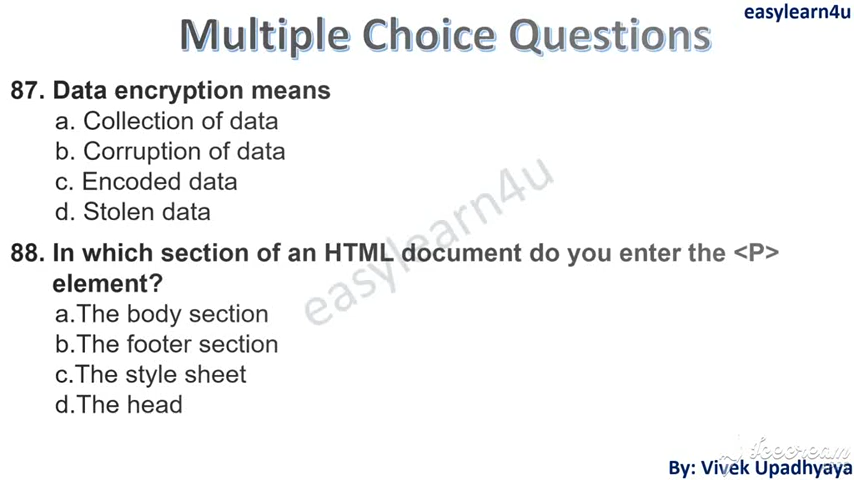 easylearn4u
Multiple Choice Questions
87. Data encryption means
a. Collection of data
b. Corruption of data
c. Encoded data
d. Stolen data
easylearn4u
88. In which section of an HTML document do you enter the <P>
element?
a.The body section
b.The footer section
c.The style sheet
d.The head
By: Vivek Upadhyaya